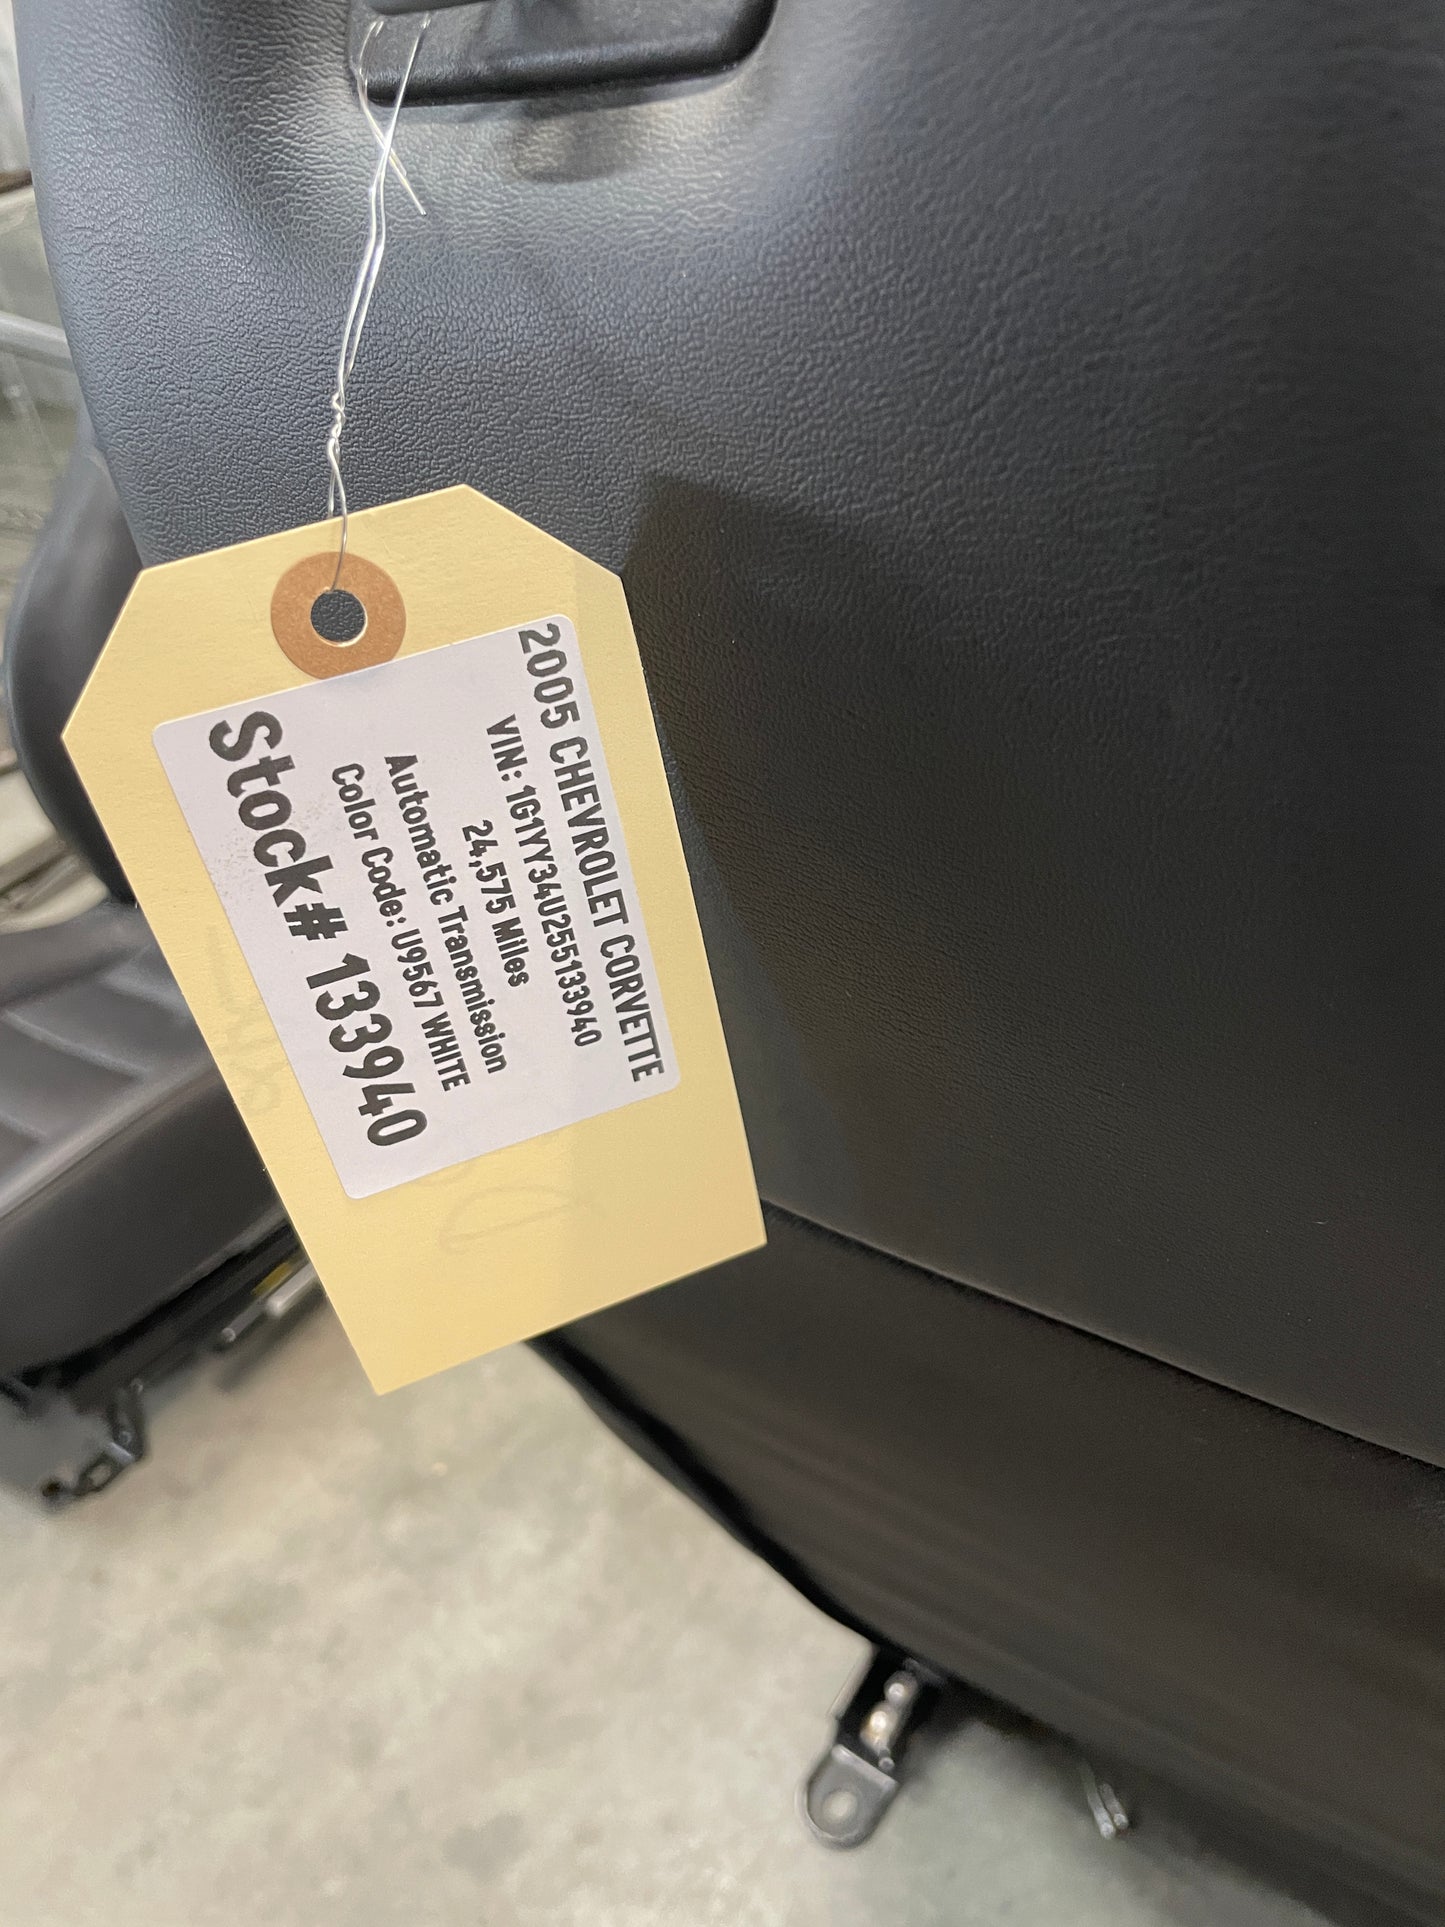 2005 CHEVROLET CORVETTE
VIN: 1G1YY34U255133940
24,575 Miles
Automatic Transmission
Color Code: U9567 WHITE
Stock# 133940